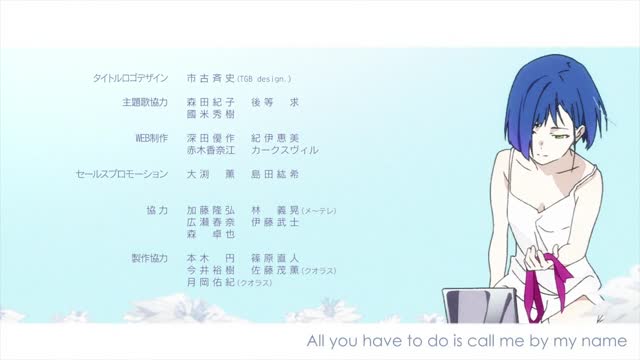 タイトルロゴデザイン 市古斉史(TGB design.)
主題歌協力 森田紀子 後等 求
國米秀樹
WEB制作 深田優作 紀伊恵美
赤木香奈江 カークスヴィル
セールスプロモーション 大渕 薫 島田紘希
協力 加藤隆弘 林 義晃(メ〜テレ)
広瀬春奈 伊藤武士
森 卓也
製作協力 本木 円 篠原直人
今井裕樹 佐藤茂薫(クオラス)
月岡佑紀(クオラス)
All you have to do is call me by my name